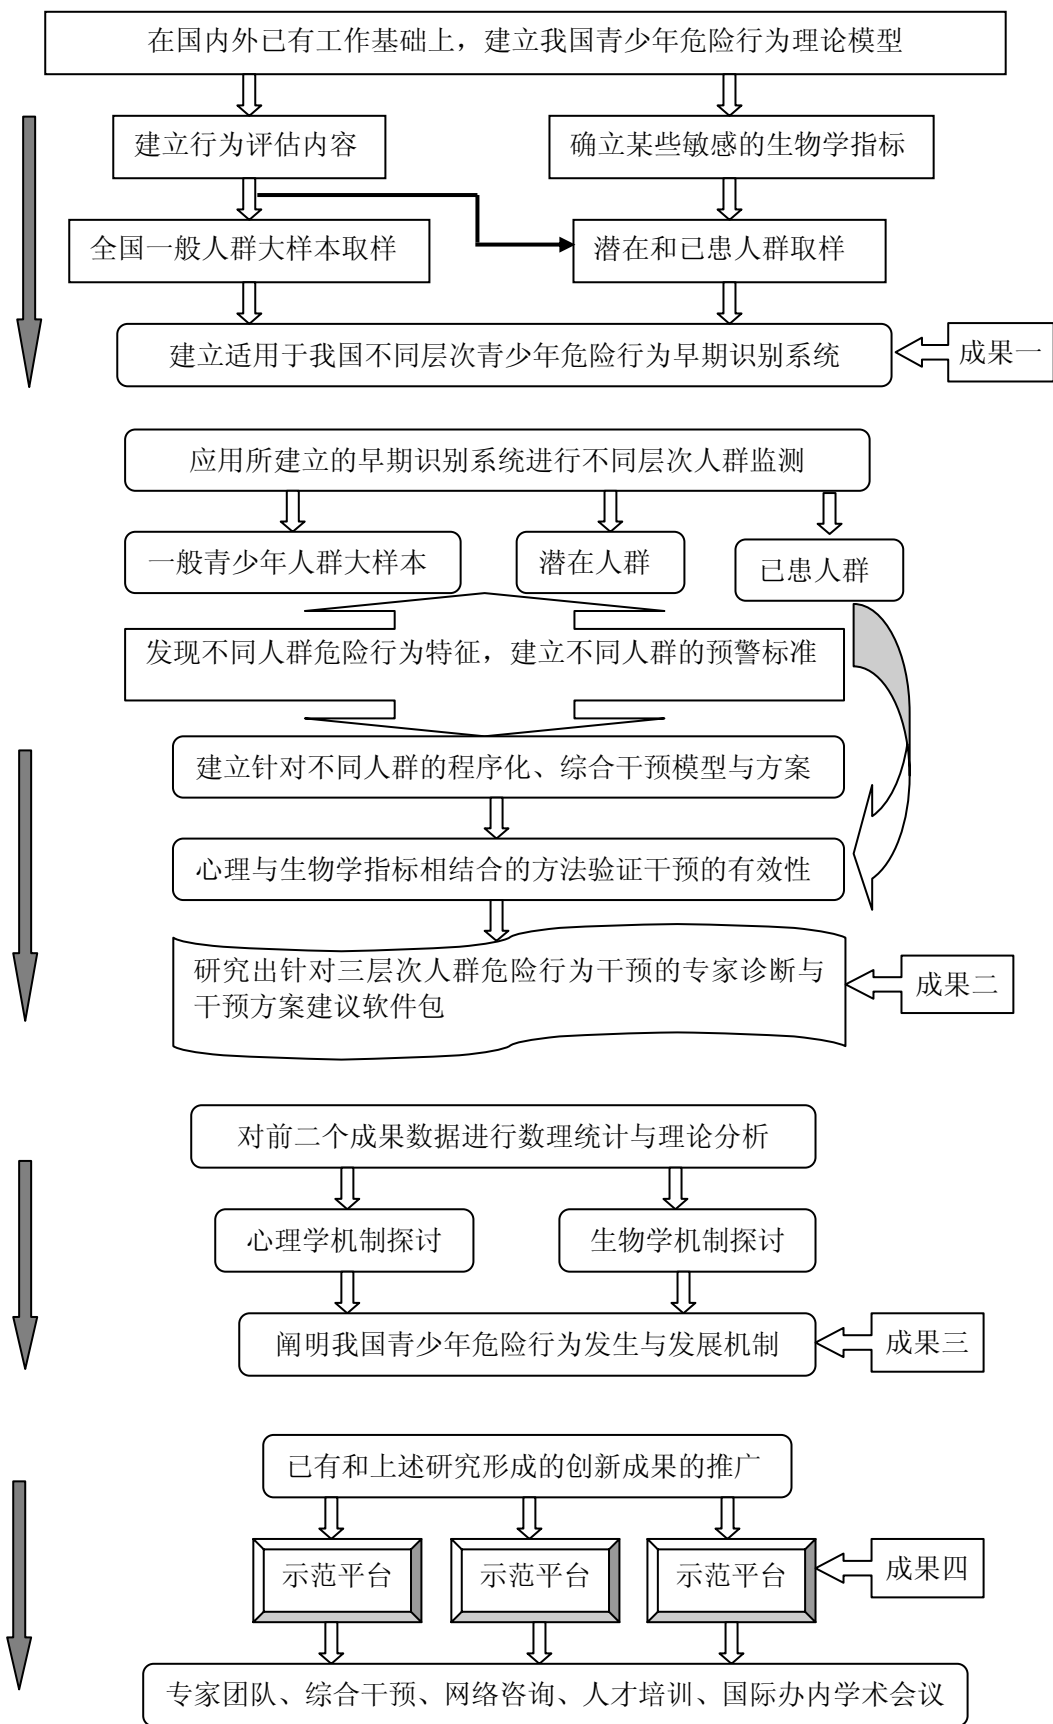 在国内外已有工作基础上，建立我国青少年危险行为理论模型
建立行为评估内容
确立某些敏感的生物学指标
全国一般人群大样本取样
潜在和已患人群取样
建立适用于我国不同层次青少年危险行为早期识别系统
成果一
应用所建立的早期识别系统进行不同层次人群监测
一般青少年人群大样本
潜在人群
已患人群
发现不同人群危险行为特征，建立不同人群的预警标准
建立针对不同人群的程序化、综合干预模型与方案
心理与生物学指标相结合的方法验证干预的有效性
研究出针对三层次人群危险行为干预的专家诊断与
干预方案建议软件包
成果二
对前二个成果数据进行数理统计与理论分析
心理学机制探讨
生物学机制探讨
阐明我国青少年危险行为发生与发展机制
成果三
已有和上述研究形成的创新成果的推广
示范平台
示范平台
示范平台
成果四
专家团队、综合干预、网络咨询、人才培训、国际办内学术会议